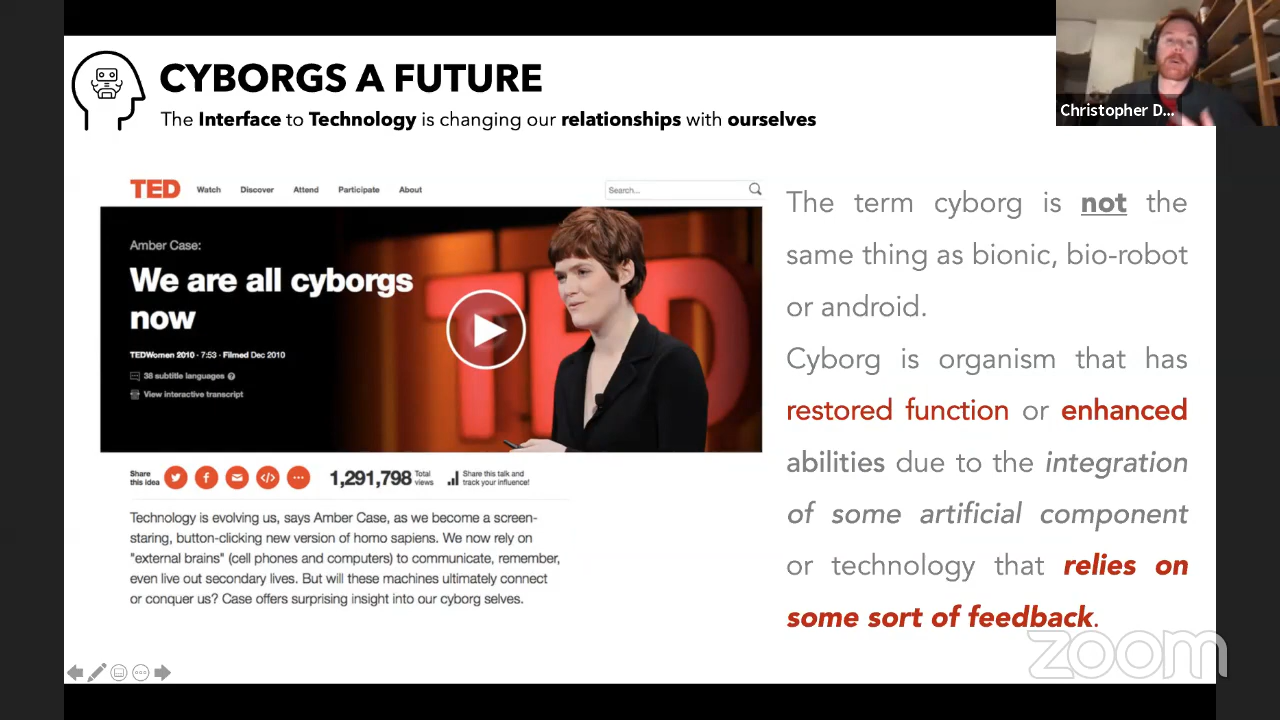 CYBORGS A FUTURE
The Interface to Technology is changing our relationships with ourselves
Christopher D...
TED
Watch
Discover
Attend
Participate
About
Search...
Amber Case:
We are all cyborgs
now
TEDWomen 2010 · 7:53 · Filmed Dec 2010
38 subtitle languages
View interactive transcript
TED
Share
this idea
1,291,798
Total
views
Share this talk and
track your influence!
Technology is evolving us, says Amber Case, as we become a screen-
staring, button-clicking new version of homo sapiens. We now rely on
"external brains" (cell phones and computers) to communicate, remember,
even live out secondary lives. But will these machines ultimately connect
or conquer us? Case offers surprising insight into our cyborg selves.
The term cyborg is not the
same thing as bionic, bio-robot
or android.
Cyborg is organism that has
restored function or enhanced
abilities due to the integration
of some artificial component
or technology that relies on
some sort of feedback.
zoom